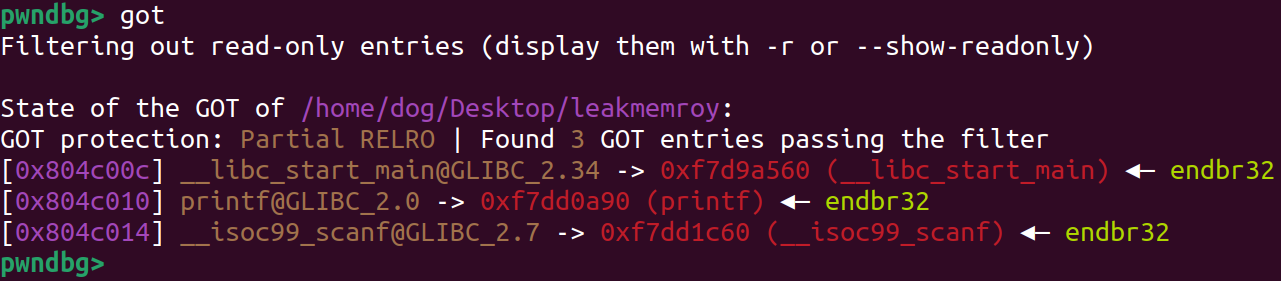 pwndbg> got
Filtering out read-only entries (display them with -r or --show-readonly)
State of the GOT of /home/dog/Desktop/leakmemroy:
GOT protection: Partial RELRO | Found 3 GOT entries passing the filter
[0x804c00c] __libc_start_main@GLIBC_2.34 -> 0xf7d9a560 (__libc_start_main) ◂— endbr32
[0x804c010] printf@GLIBC_2.0 -> 0xf7dd0a90 (printf) ◂— endbr32
[0x804c014] __isoc99_scanf@GLIBC_2.7 -> 0xf7dd1c60 (__isoc99_scanf) ◂— endbr32
pwndbg>